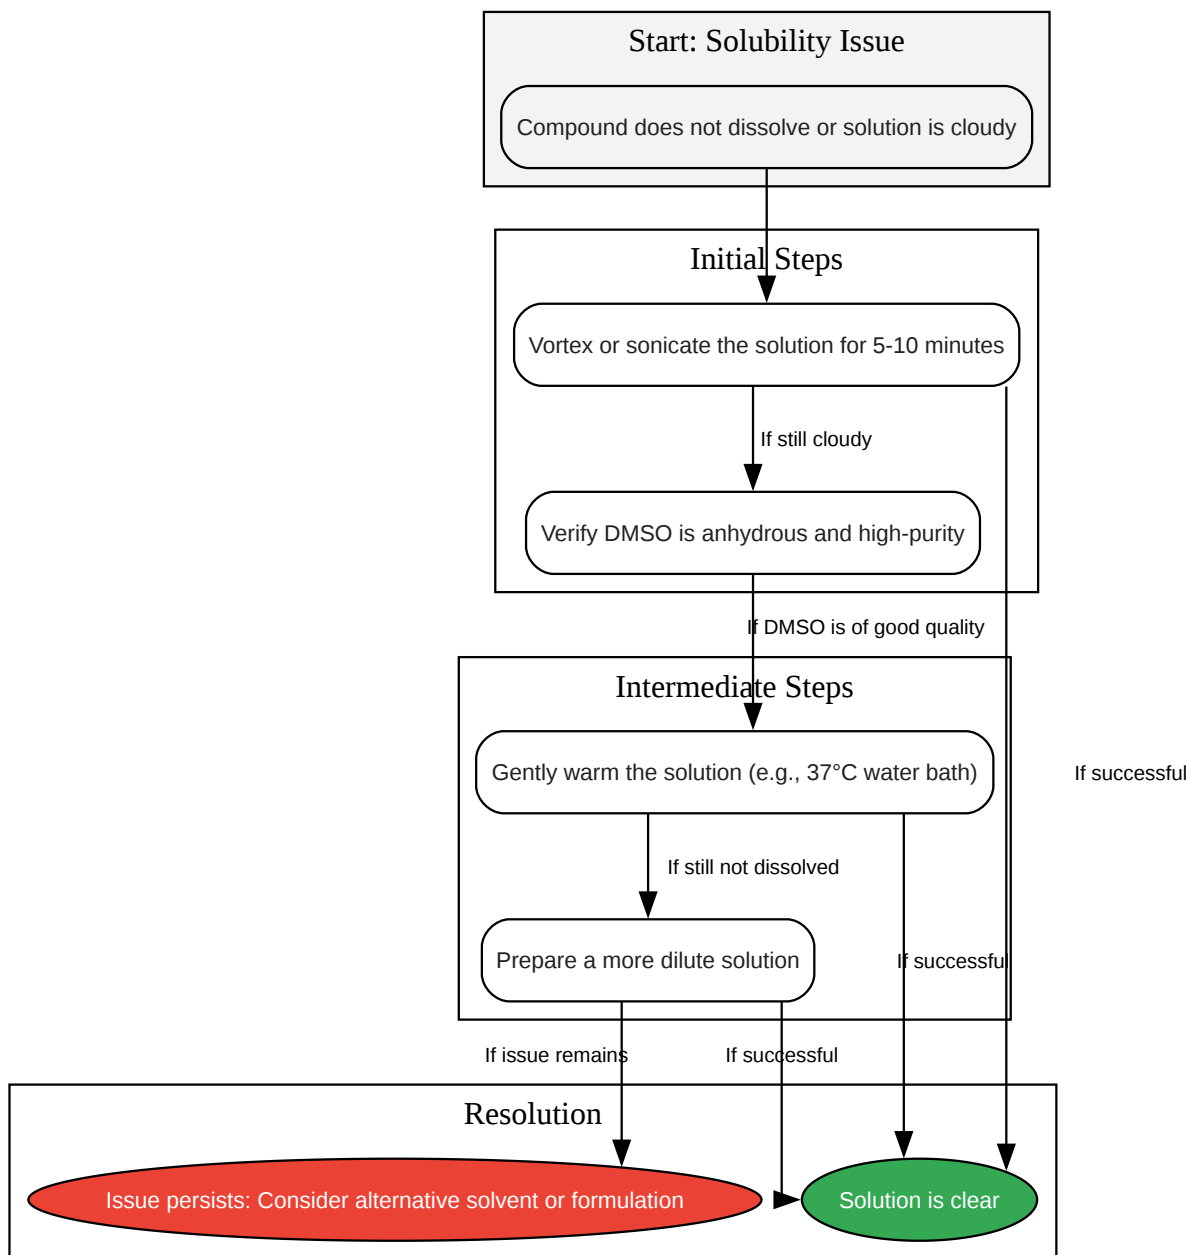 Start: Solubility Issue
Compound does not dissolve or solution is cloudy
Initial Steps
Vortex or sonicate the solution for 5-10 minutes
If still cloudy
Verify DMSO is anhydrous and high-purity
If DMSO is of good quality
Intermediate Steps
Gently warm the solution (e.g., 37°C water bath)
If successful
If still not dissolved
Prepare a more dilute solution
If successful
If issue remains
If successful
Resolution
Issue persists: Consider alternative solvent or formulation
Solution is clear